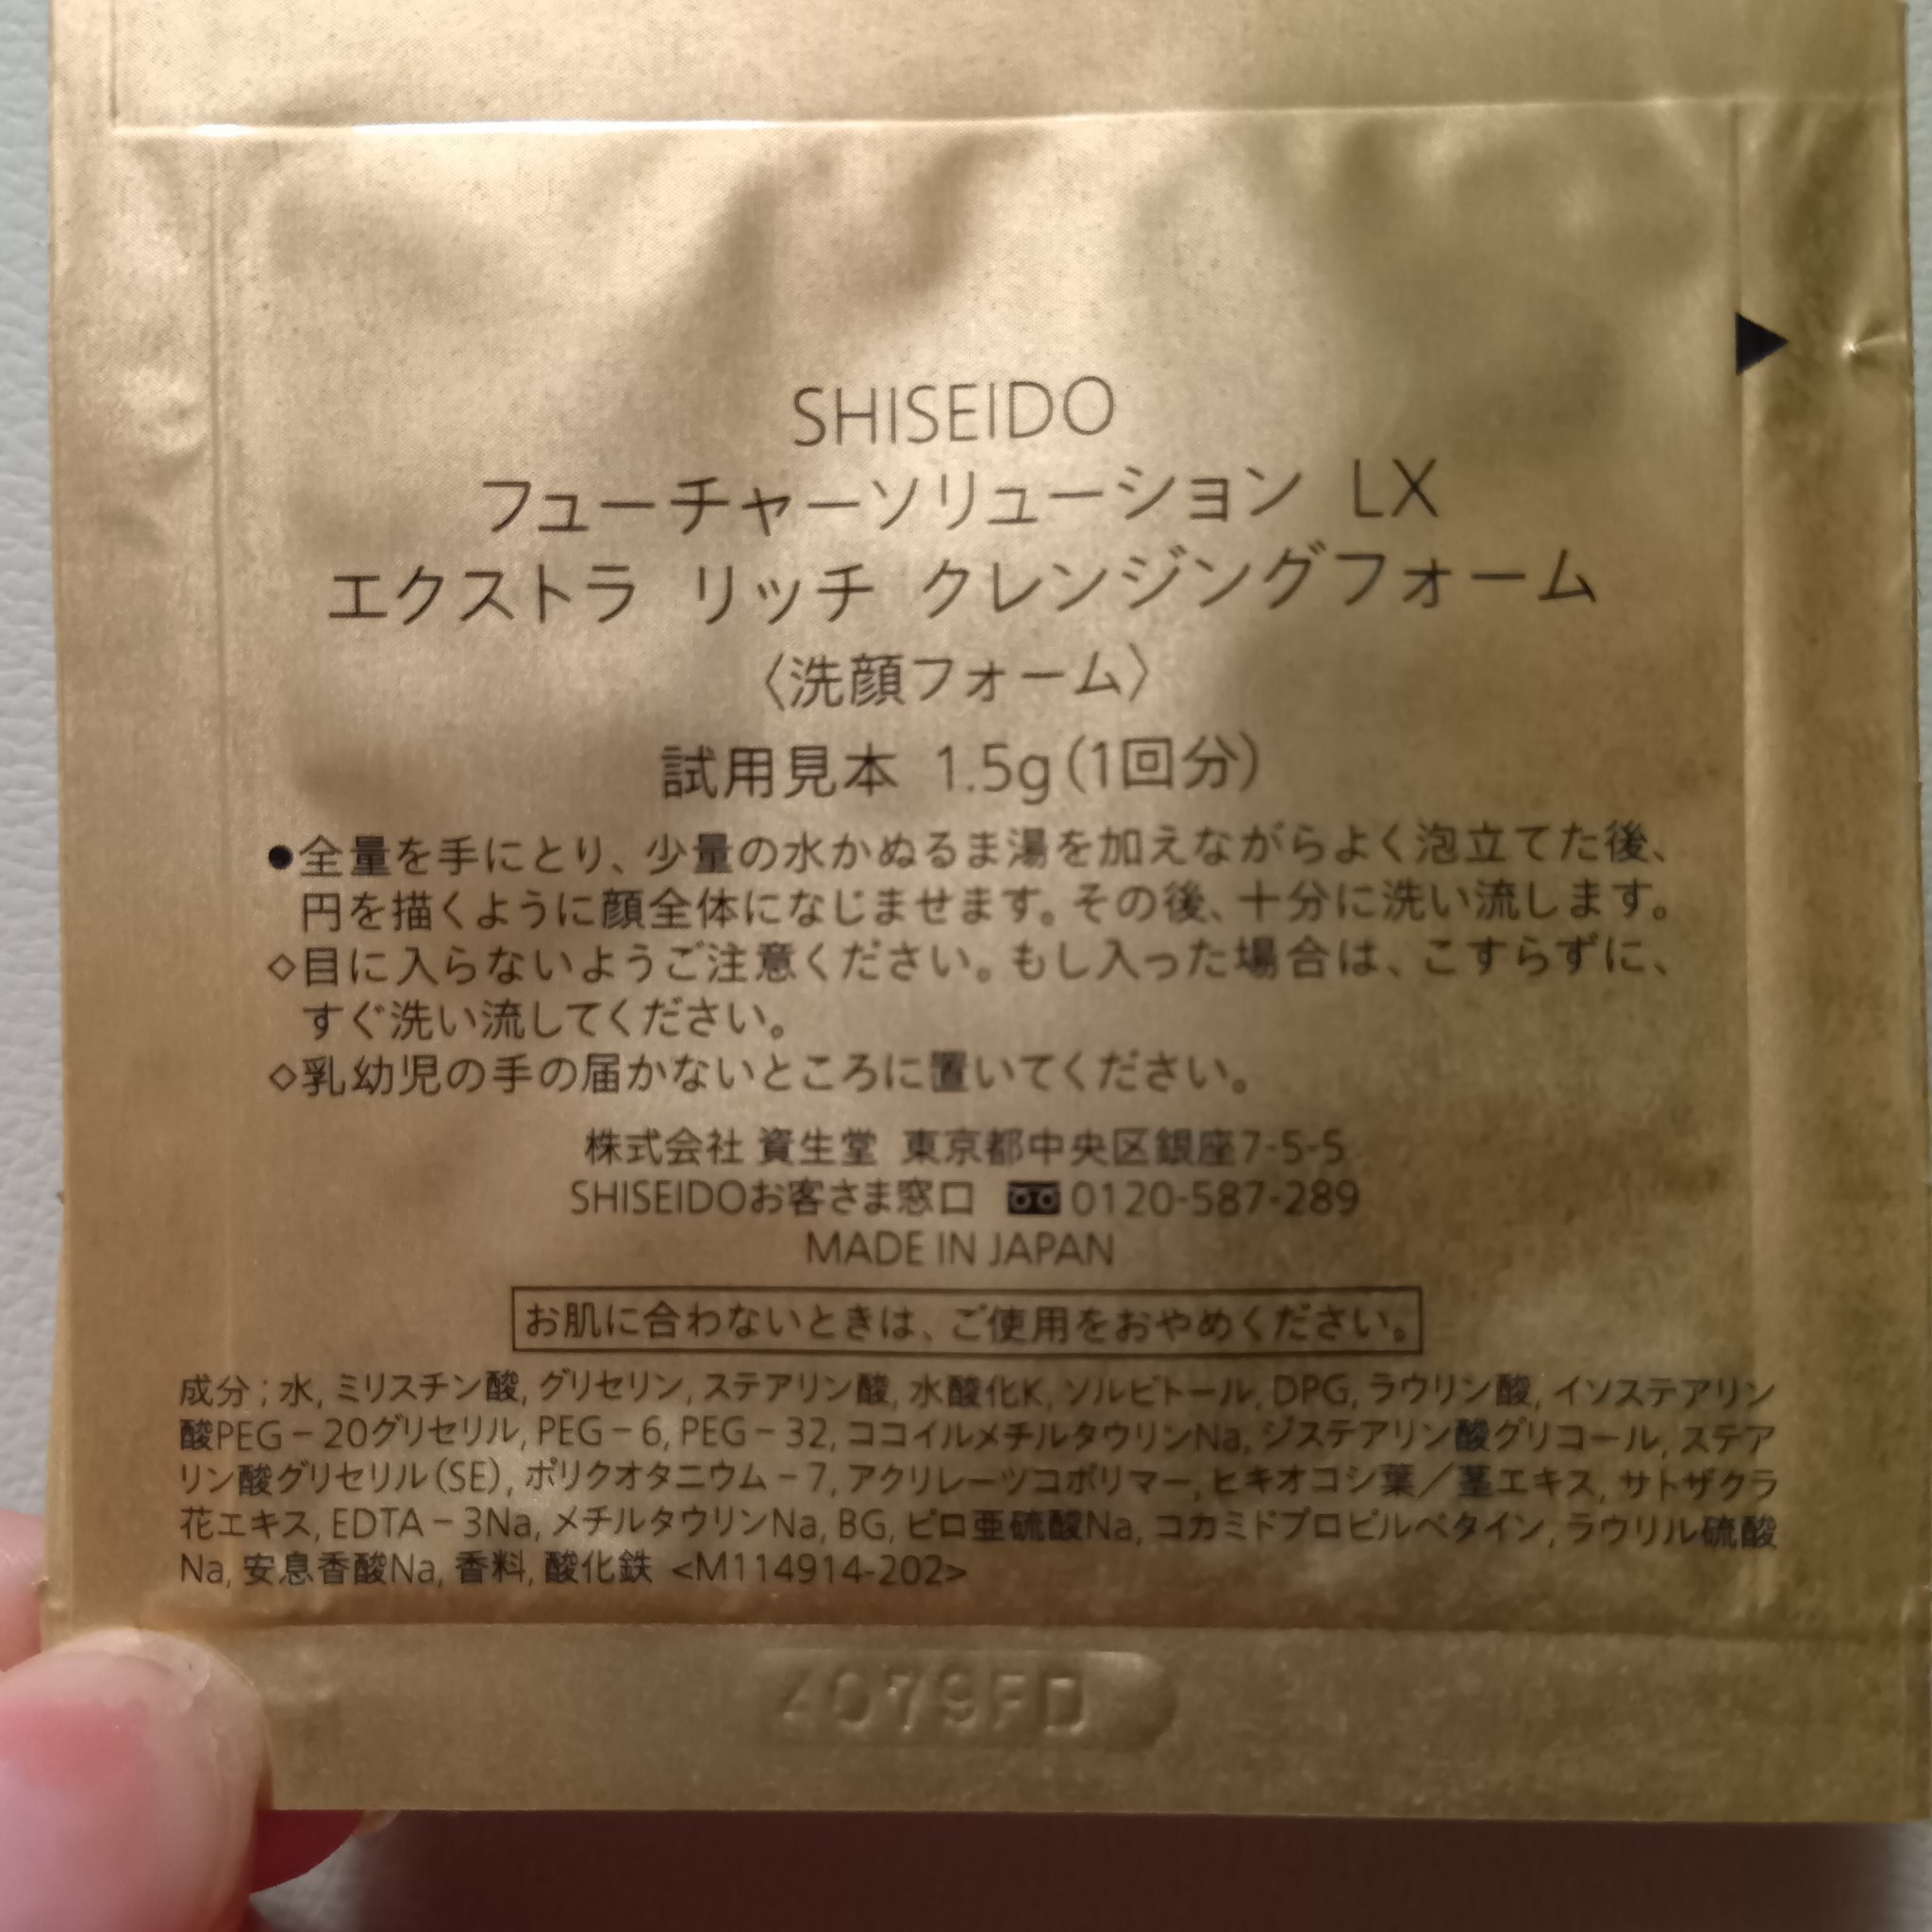 SHISEIDO
フューチャーソリューション LX
エクストラ リッチ クレンジングフォーム
〈洗顔フォーム〉
試用見本 1.5g(1回分)
●全量を手にとり、少量の水かぬるま湯を加えながらよく泡立てた後、
円を描くように顔全体になじませます。その後、十分に洗い流します。
◇目に入らないようご注意ください。もし入った場合は、こすらずに、
すぐ洗い流してください。
◇乳幼児の手の届かないところに置いてください。
株式会社 資生堂 東京都中央区銀座7-5-5
SHISEIDOお客さま窓口 0120-587-289
MADE IN JAPAN
お肌に合わないときは、ご使用をおやめください。
成分;水, ミリスチン酸, グリセリン, ステアリン酸, 水酸化K, ソルビトール, DPG, ラウリン酸, イソステアリン
酸PEG-20グリセリル, PEG-6, PEG-32, ココイルメチルタウリンNa, ジステアリン酸グリコール, ステア
リン酸グリセリル(SE), ポリクオタニウム-7, アクリレーツコポリマー, ヒキオコシ葉/茎エキス, サトザクラ
花エキス, EDTA-3Na, メチルタウリンNa, BG, ピロ亜硫酸Na, コカミドプロピルベタイン, ラウリル硫酸
Na, 安息香酸Na, 香料, 酸化鉄 <M114914-202>
4079FD